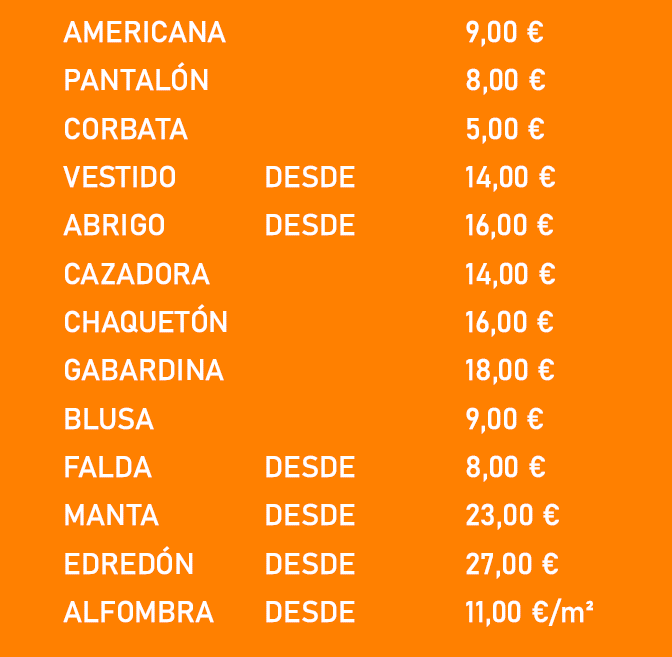 AMERICANA 9,00 €
PANTALÓN 8,00 €
CORBATA 5,00 €
VESTIDO DESDE 14,00 €
ABRIGO DESDE 16,00 €
CAZADORA 14,00 €
CHAQUETÓN 16,00 €
GABARDINA 18,00 €
BLUSA 9,00 €
FALDA DESDE 8,00 €
MANTA DESDE 23,00 €
EDREDÓN DESDE 27,00 €
ALFOMBRA DESDE 11,00 €/m²